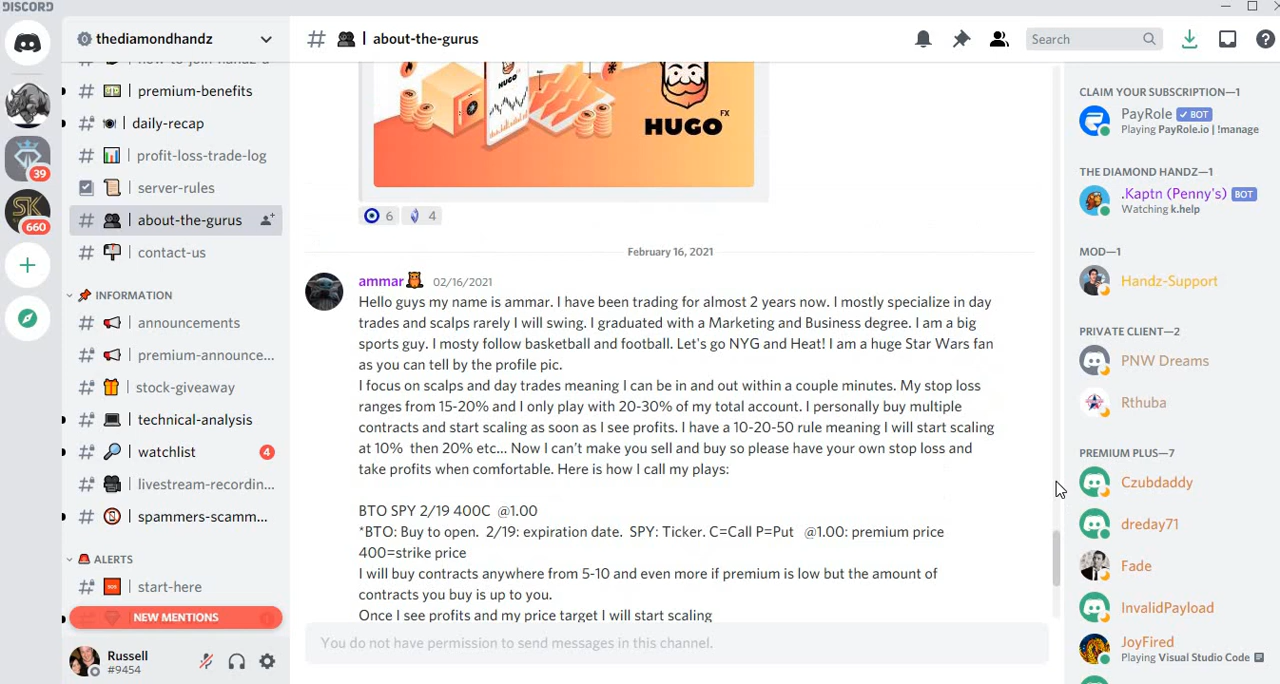 DISCORD
thediamondhandz
# | about-the-gurus
Search
39
660
premium-benefits
daily-recap
profit-loss-trade-log
server-rules
about-the-gurus
contact-us
INFORMATION
announcements
premium-announce...
stock-giveaway
technical-analysis
watchlist 4
livestream-recordin...
spammers-scamm...
ALERTS
start-here
NEW MENTIONS
Russell
#9454
HUGO
HUGO FX
6 4
February 16, 2021
ammar 02/16/2021
Hello guys my name is ammar. I have been trading for almost 2 years now. I mostly specialize in day
trades and scalps rarely I will swing. I graduated with a Marketing and Business degree. I am a big
sports guy. I mosty follow basketball and football. Let's go NYG and Heat! I am a huge Star Wars fan
as you can tell by the profile pic.
I focus on scalps and day trades meaning I can be in and out within a couple minutes. My stop loss
ranges from 15-20% and I only play with 20-30% of my total account. I personally buy multiple
contracts and start scaling as soon as I see profits. I have a 10-20-50 rule meaning I will start scaling
at 10% then 20% etc... Now I can't make you sell and buy so please have your own stop loss and
take profits when comfortable. Here is how I call my plays:
BTO SPY 2/19 400C @1.00
*BTO: Buy to open. 2/19: expiration date. SPY: Ticker. C=Call P=Put @1.00: premium price
400=strike price
I will buy contracts anywhere from 5-10 and even more if premium is low but the amount of
contracts you buy is up to you.
Once I see profits and my price target I will start scaling
You do not have permission to send messages in this channel.
CLAIM YOUR SUBSCRIPTION—1
PayRole BOT
Playing PayRole.io | !manage
THE DIAMOND HANDZ—1
.Kaptn (Penny's) BOT
Watching k.help
MOD—1
Handz-Support
PRIVATE CLIENT—2
PNW Dreams
Rthuba
PREMIUM PLUS—7
Czubdaddy
dreday71
Fade
InvalidPayload
JoyFired
Playing Visual Studio Code